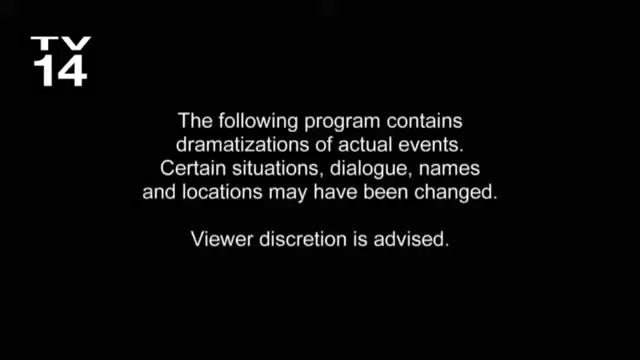 TV
14
The following program contains
dramatizations of actual events.
Certain situations, dialogue, names
and locations may have been changed.
Viewer discretion is advised.